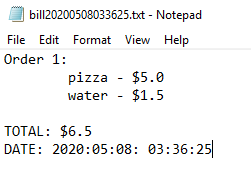 bill20200508033625.txt - Notepad
File Edit Format View Help
Order 1:
pizza - $5.0
water - $1.5
TOTAL: $6.5
DATE: 2020:05:08: 03:36:25